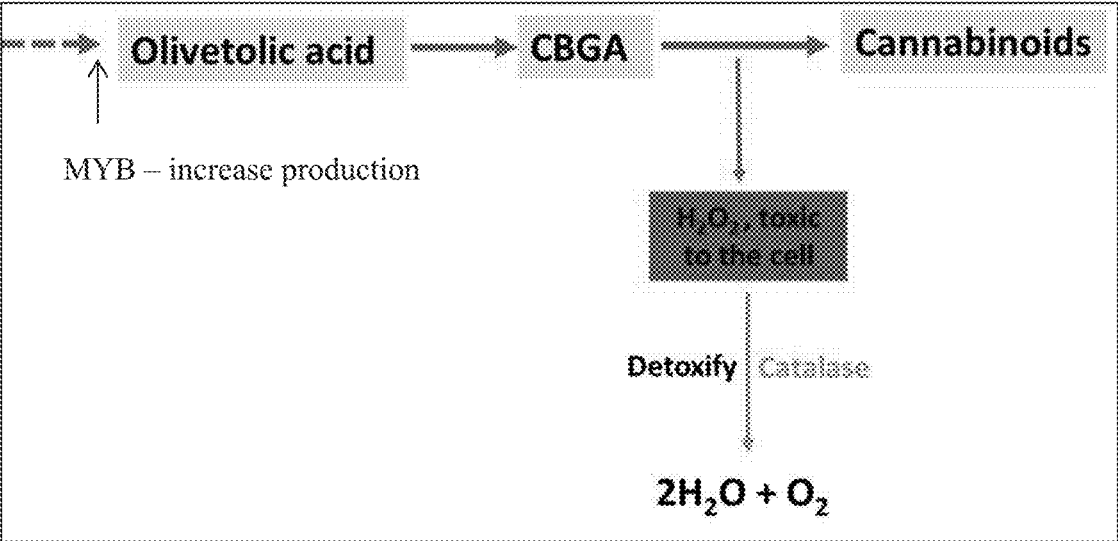 Olivetolic acid
CBGA
Cannabinoids
MYB – increase production
H₂O₂, toxic
to the cell
Detoxify
Catalase
2H₂O + O₂